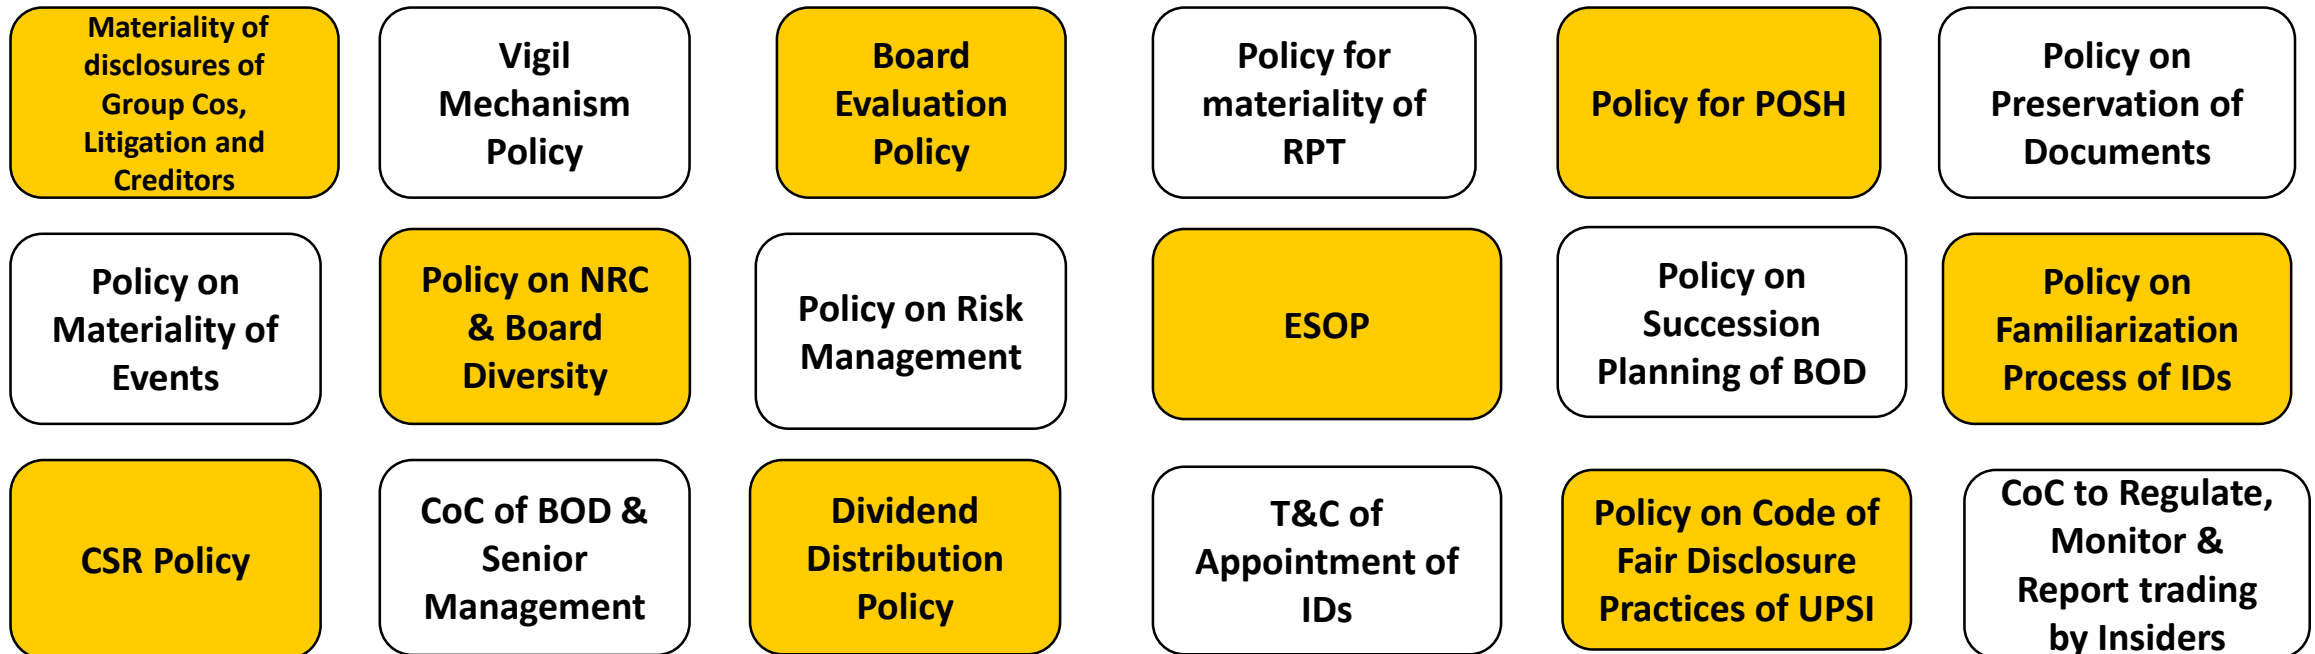 Materiality of
disclosures of
Group Cos,
Litigation and
Creditors
Vigil
Mechanism
Policy
Board
Evaluation
Policy
Policy for
materiality of
RPT
Policy for POSH
Policy on
Preservation of
Documents
Policy on
Materiality of
Events
Policy on NRC
& Board
Diversity
Policy on Risk
Management
ESOP
Policy on
Succession
Planning of BOD
Policy on
Familiarization
Process of IDs
CSR Policy
CoC of BOD &
Senior
Management
Dividend
Distribution
Policy
T&C of
Appointment of
IDs
Policy on Code of
Fair Disclosure
Practices of UPSI
CoC to Regulate,
Monitor &
Report trading
by Insiders